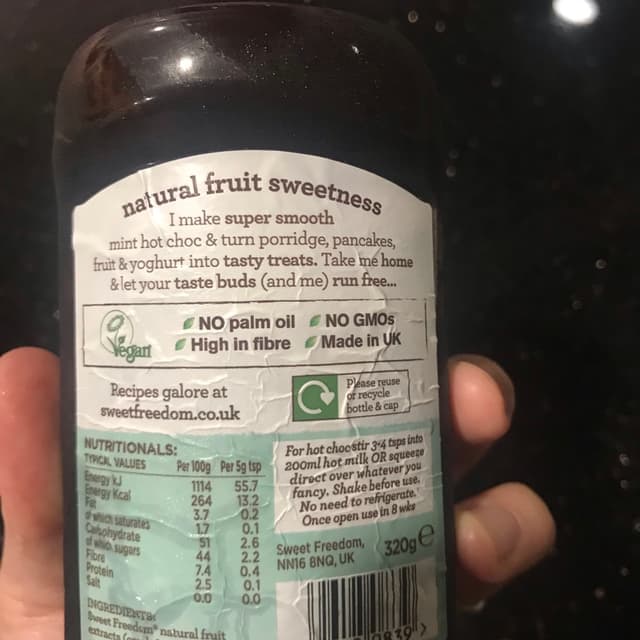 natural fruit sweetness
I make super smooth
mint hot choc & turn porridge, pancakes,
fruit & yoghurt into tasty treats. Take me home
& let your taste buds (and me) run free...
Vegan
NO palm oil NO GMOs
High in fibre Made in UK
Recipes galore at
sweetfreedom.co.uk
Please reuse
or recycle
bottle & cap
NUTRITIONALS:
TYPICAL VALUES Per 100g Per 5g tsp
Energy kJ 1114 55.7
Energy Kcal 264 13.2
Fat 3.7 0.2
of which saturates 1.7 0.1
Carbohydrate 51 2.6
of which sugars 44 2.2
Fibre 7.4 0.4
Protein 2.5 0.1
Salt 0.0 0.0
INGREDIENTS:
Sweet Freedom® natural fruit
extracts
For hot choc stir 3-4 tsps into
200ml hot milk OR squeeze
direct over whatever you
fancy. Shake before use.
No need to refrigerate.
Once open use in 8 wks
Sweet Freedom,
NN16 8NQ, UK
320g e